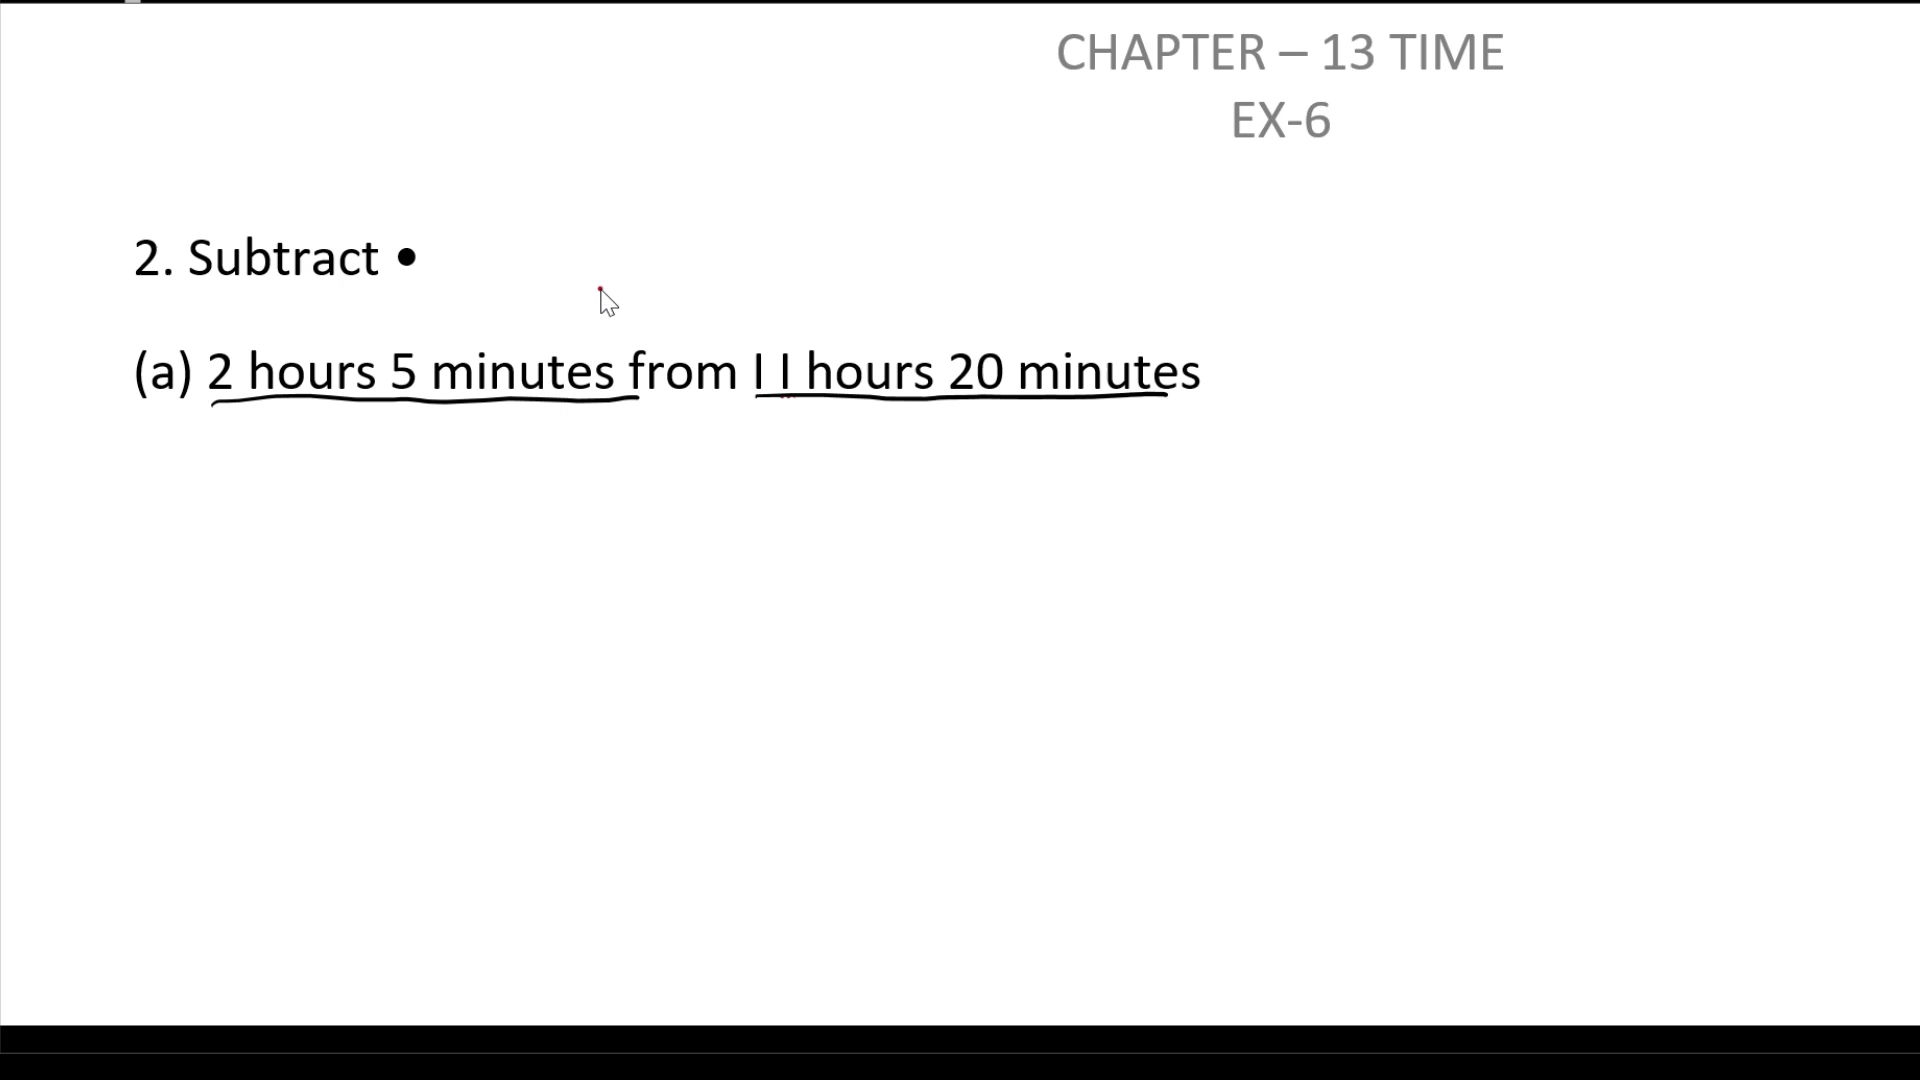 CHAPTER – 13 TIME
EX-6
2. Subtract •
(a) 2 hours 5 minutes from I I hours 20 minutes